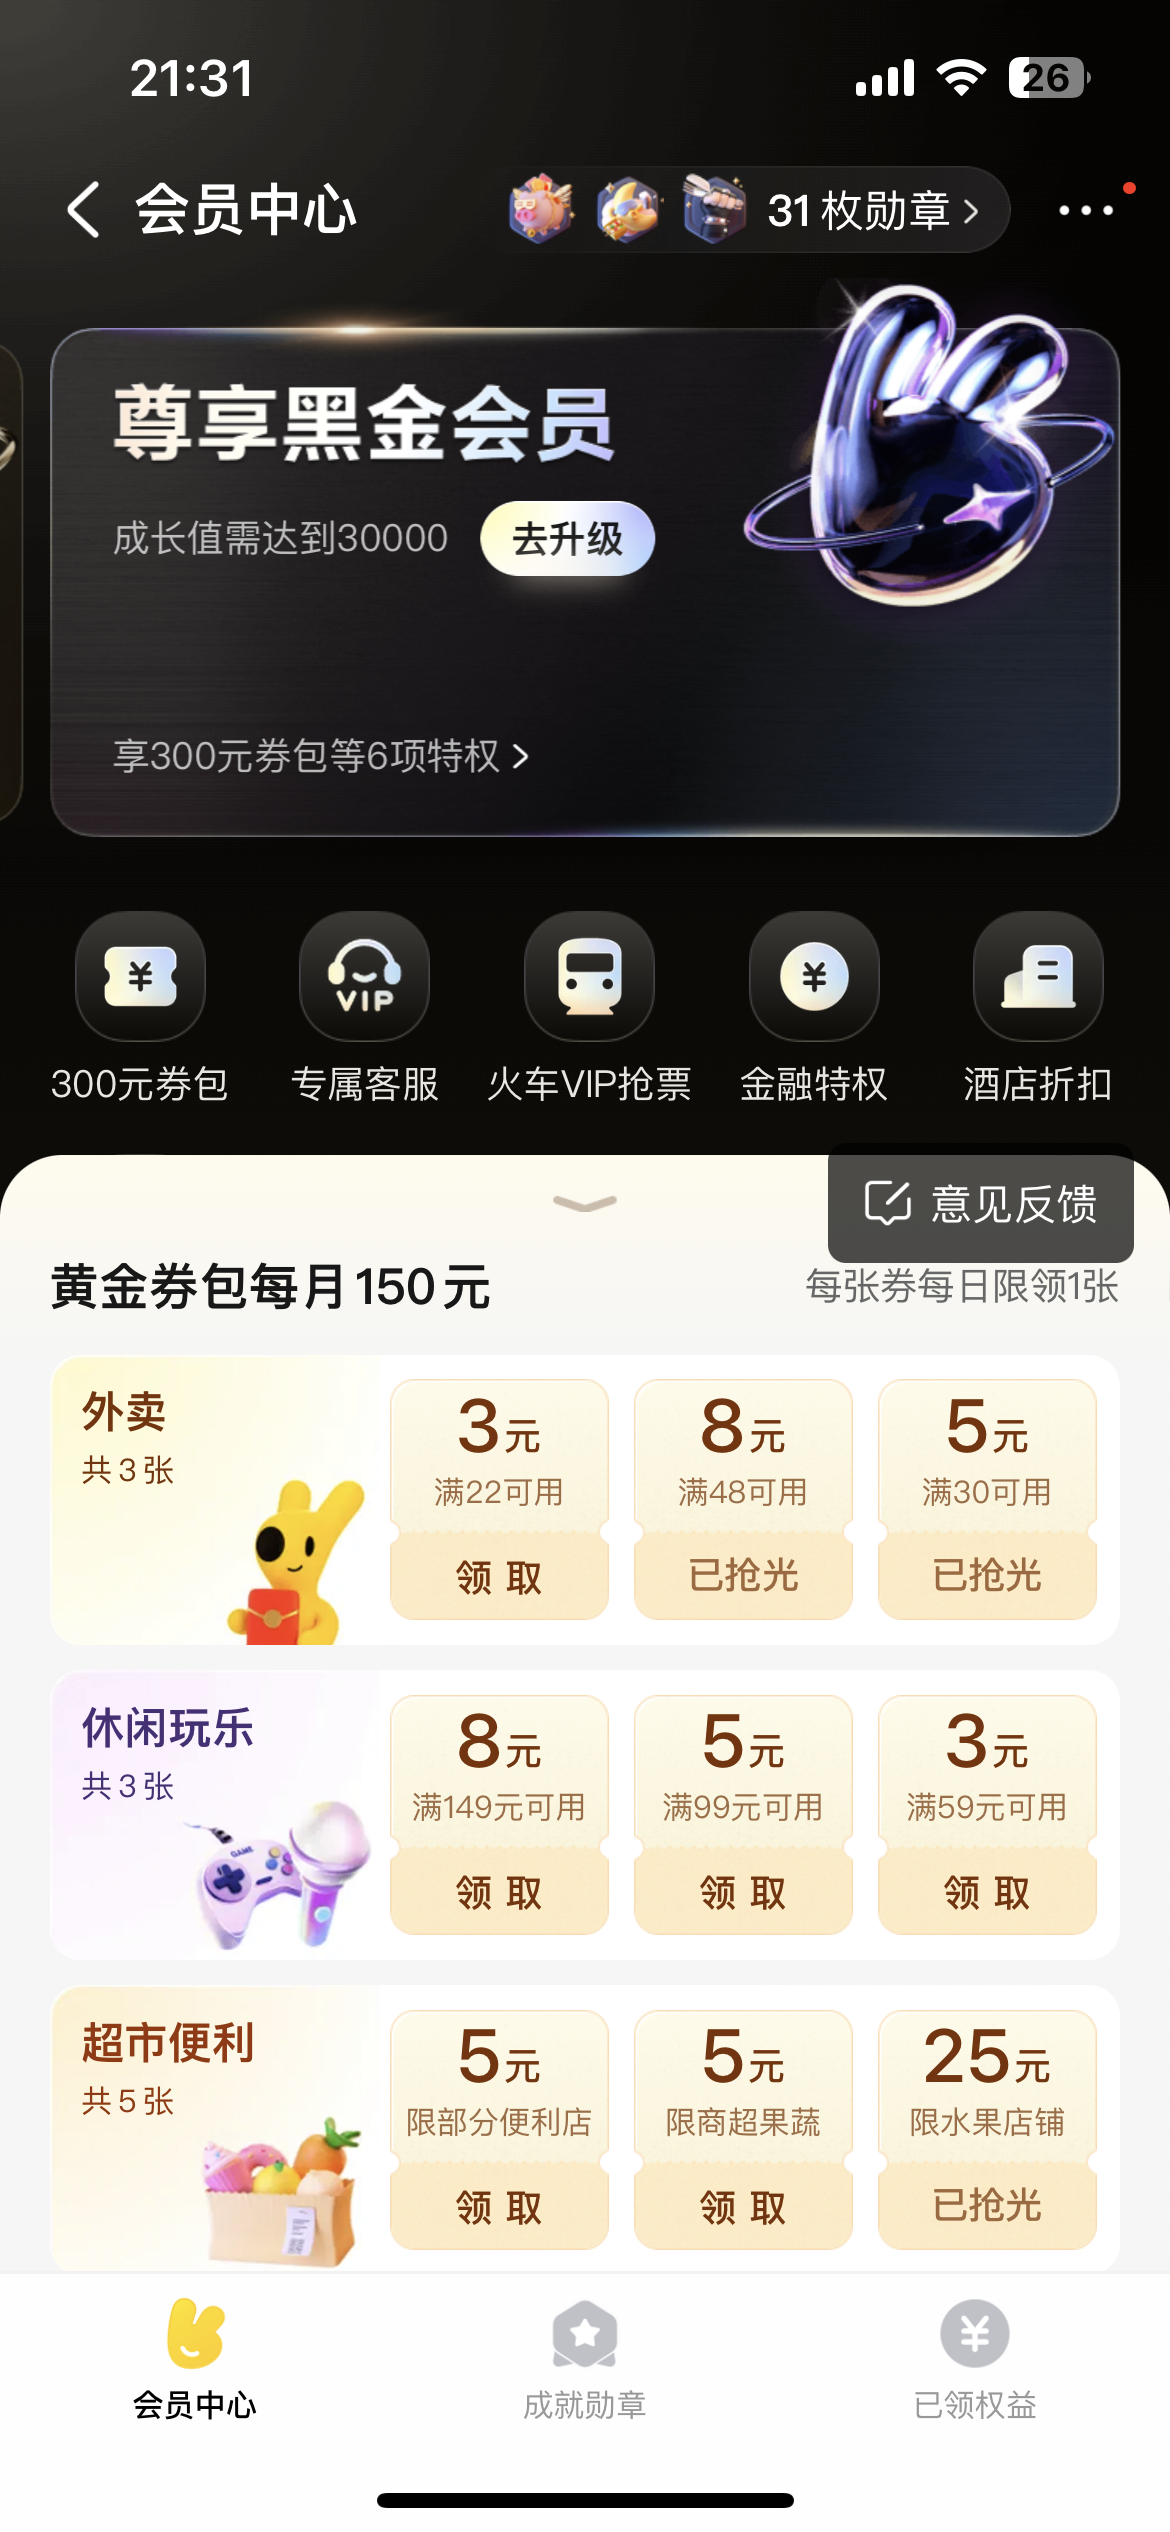 21:31
26
会员中心
31枚勋章
尊享黑金会员
成长值需达到30000
去升级
享300元券包等6项特权
¥
VIP
¥
300元券包
专属客服
火车VIP抢票
金融特权
酒店折扣
意见反馈
黄金券包每月150元
每张券每日限领1张
外卖
共3张
3元
满22可用
领取
8元
满48可用
已抢光
5元
满30可用
已抢光
休闲玩乐
共3张
GAME
8元
满149元可用
领取
5元
满99元可用
领取
3元
满59元可用
领取
超市便利
共5张
5元
限部分便利店
领取
5元
限商超果蔬
领取
25元
限水果店铺
已抢光
¥
会员中心
成就勋章
已领权益